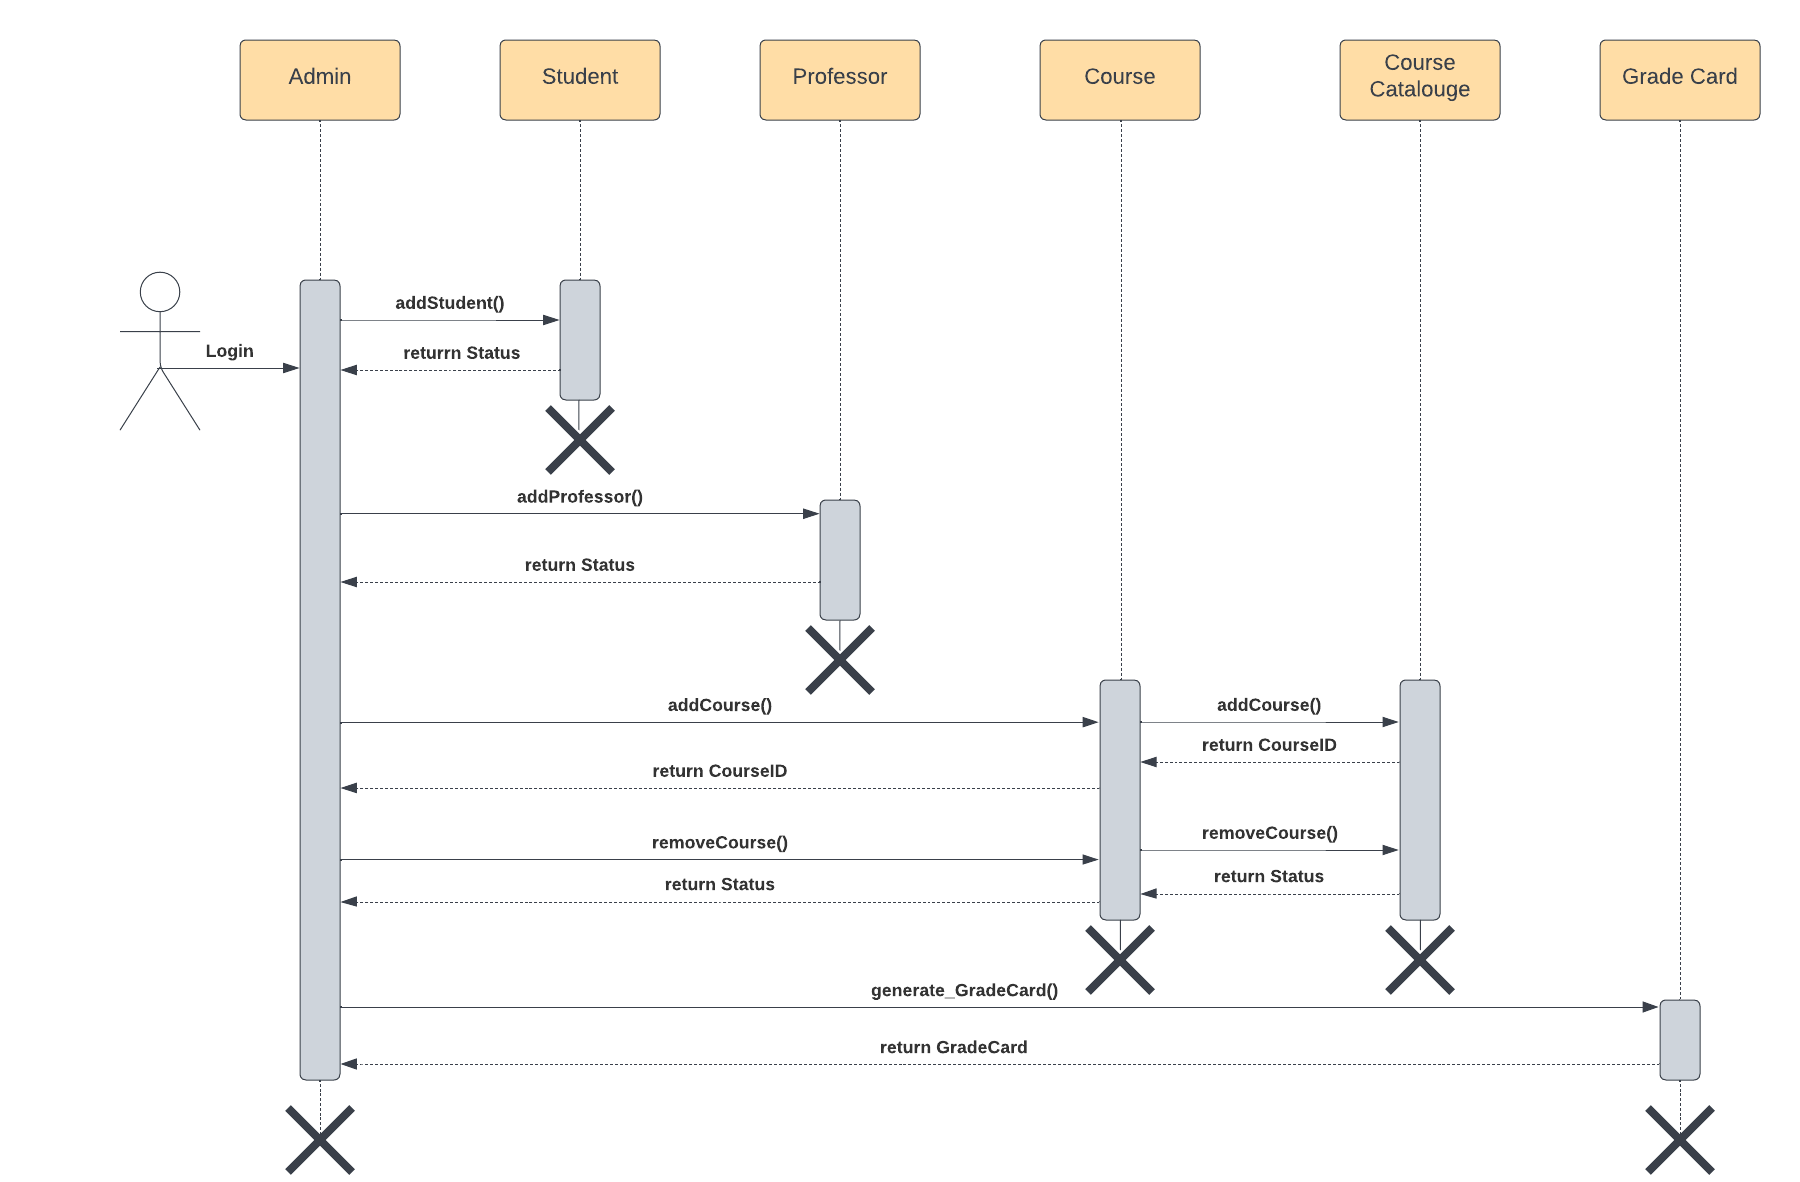 Admin
Student
Professor
Course
Course
Catalouge
Grade Card
addStudent()
Login
returrn Status
addProfessor()
return Status
addCourse()
addCourse()
return CourseID
return CourseID
removeCourse()
removeCourse()
return Status
return Status
generate_GradeCard()
return GradeCard